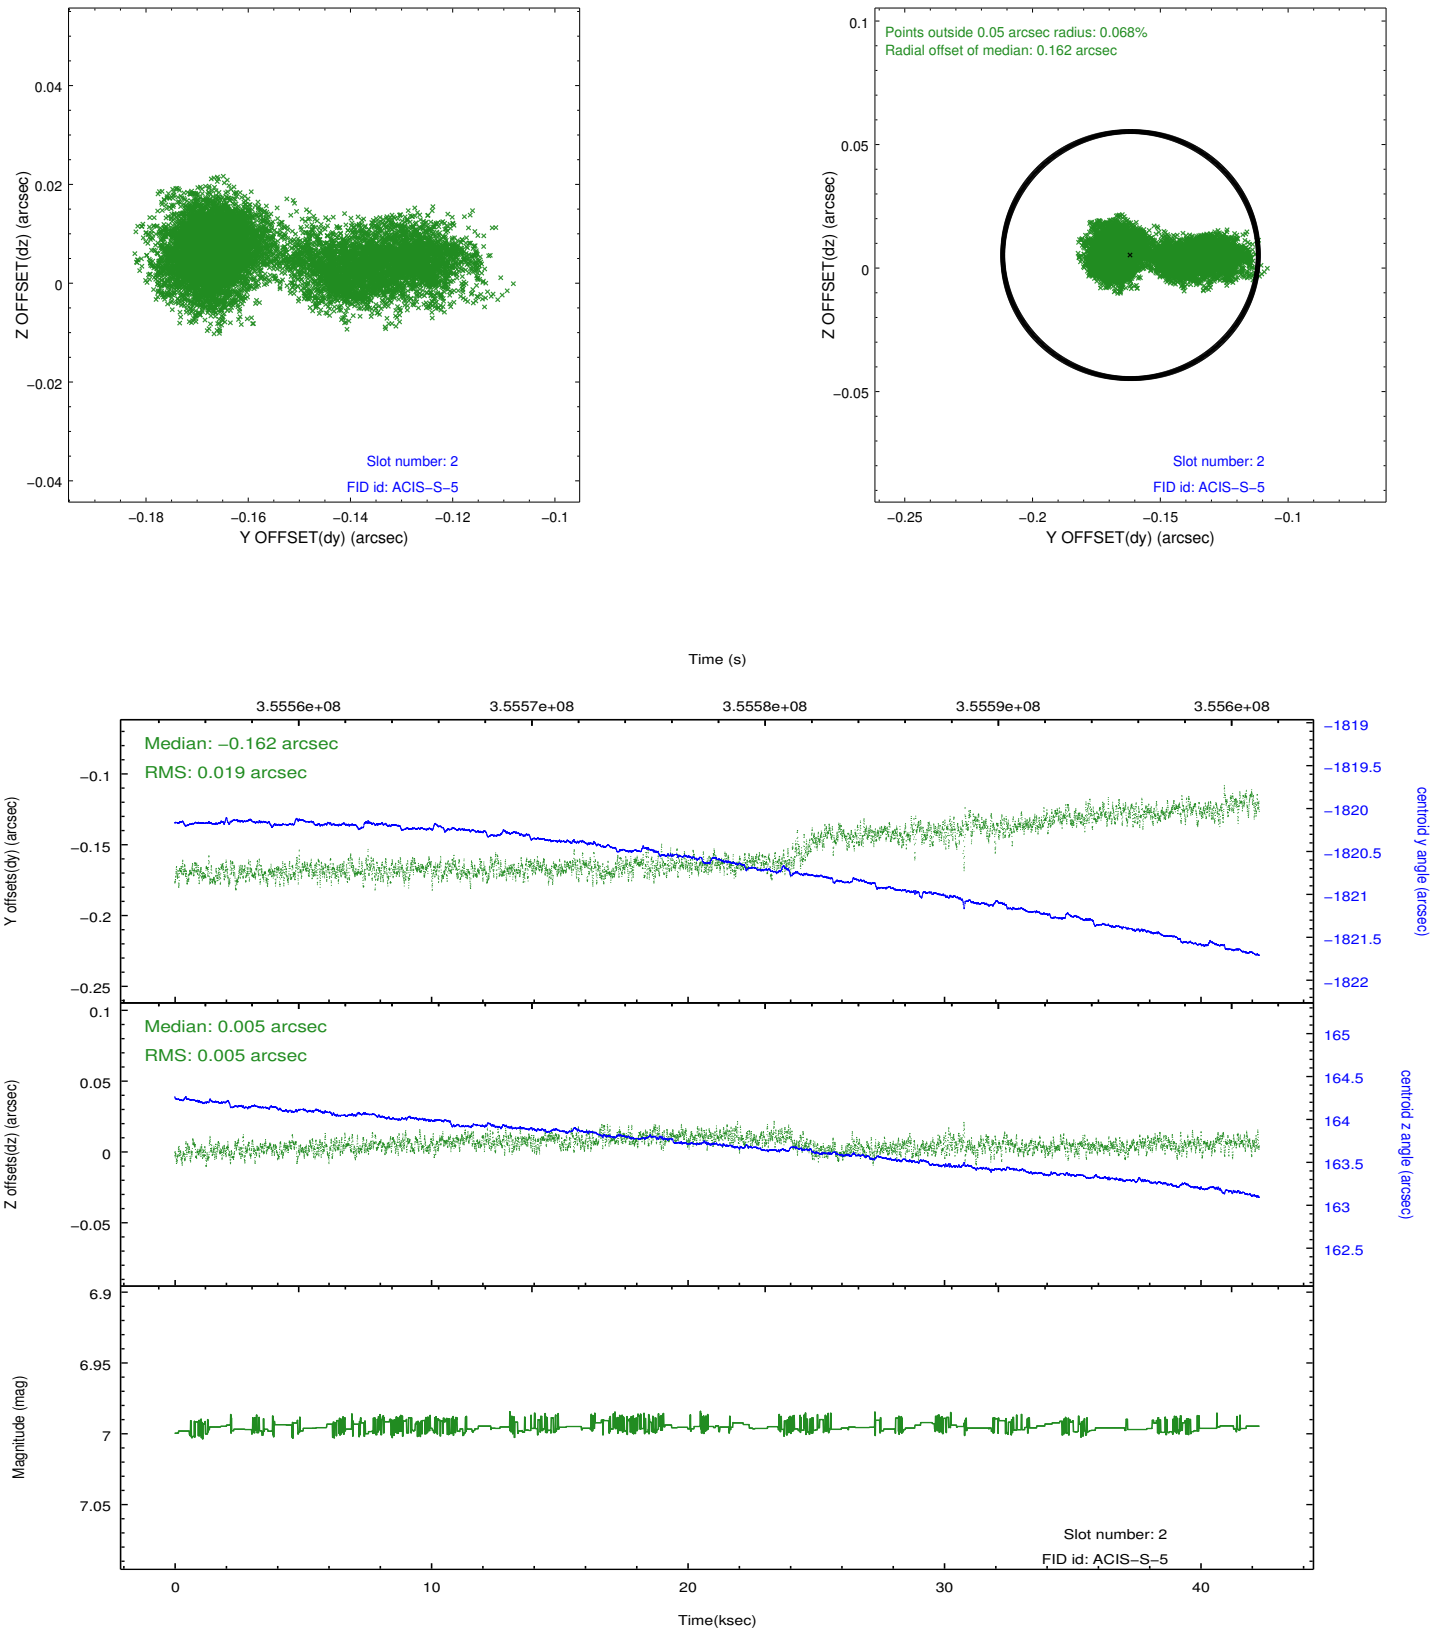 0.04
0.02
0
−0.02
−0.04
Z OFFSET(dz) (arcsec)
Slot number: 2
FID id: ACIS−S−5
−0.18 −0.16 −0.14 −0.12 −0.1
Y OFFSET(dy) (arcsec)
Points outside 0.05 arcsec radius: 0.068%
Radial offset of median: 0.162 arcsec
0.1
0.05
0
−0.05
Z OFFSET(dz) (arcsec)
Slot number: 2
FID id: ACIS−S−5
−0.25 −0.2 −0.15 −0.1
Y OFFSET(dy) (arcsec)
Time (s)
3.5556e+08 3.5557e+08 3.5558e+08 3.5559e+08 3.556e+08
Median: −0.162 arcsec
RMS: 0.019 arcsec
−0.1
−0.15
−0.2
−0.25
Y offsets(dy) (arcsec)
−1819
−1819.5
−1820
−1820.5
−1821
−1821.5
−1822
centroid y angle (arcsec)
Median: 0.005 arcsec
RMS: 0.005 arcsec
0.1
0.05
0
−0.05
Z offsets(dz) (arcsec)
165
164.5
164
163.5
163
162.5
centroid z angle (arcsec)
6.9
6.95
7
7.05
Magnitude (mag)
Slot number: 2
FID id: ACIS−S−5
0 10 20 30 40
Time(ksec)